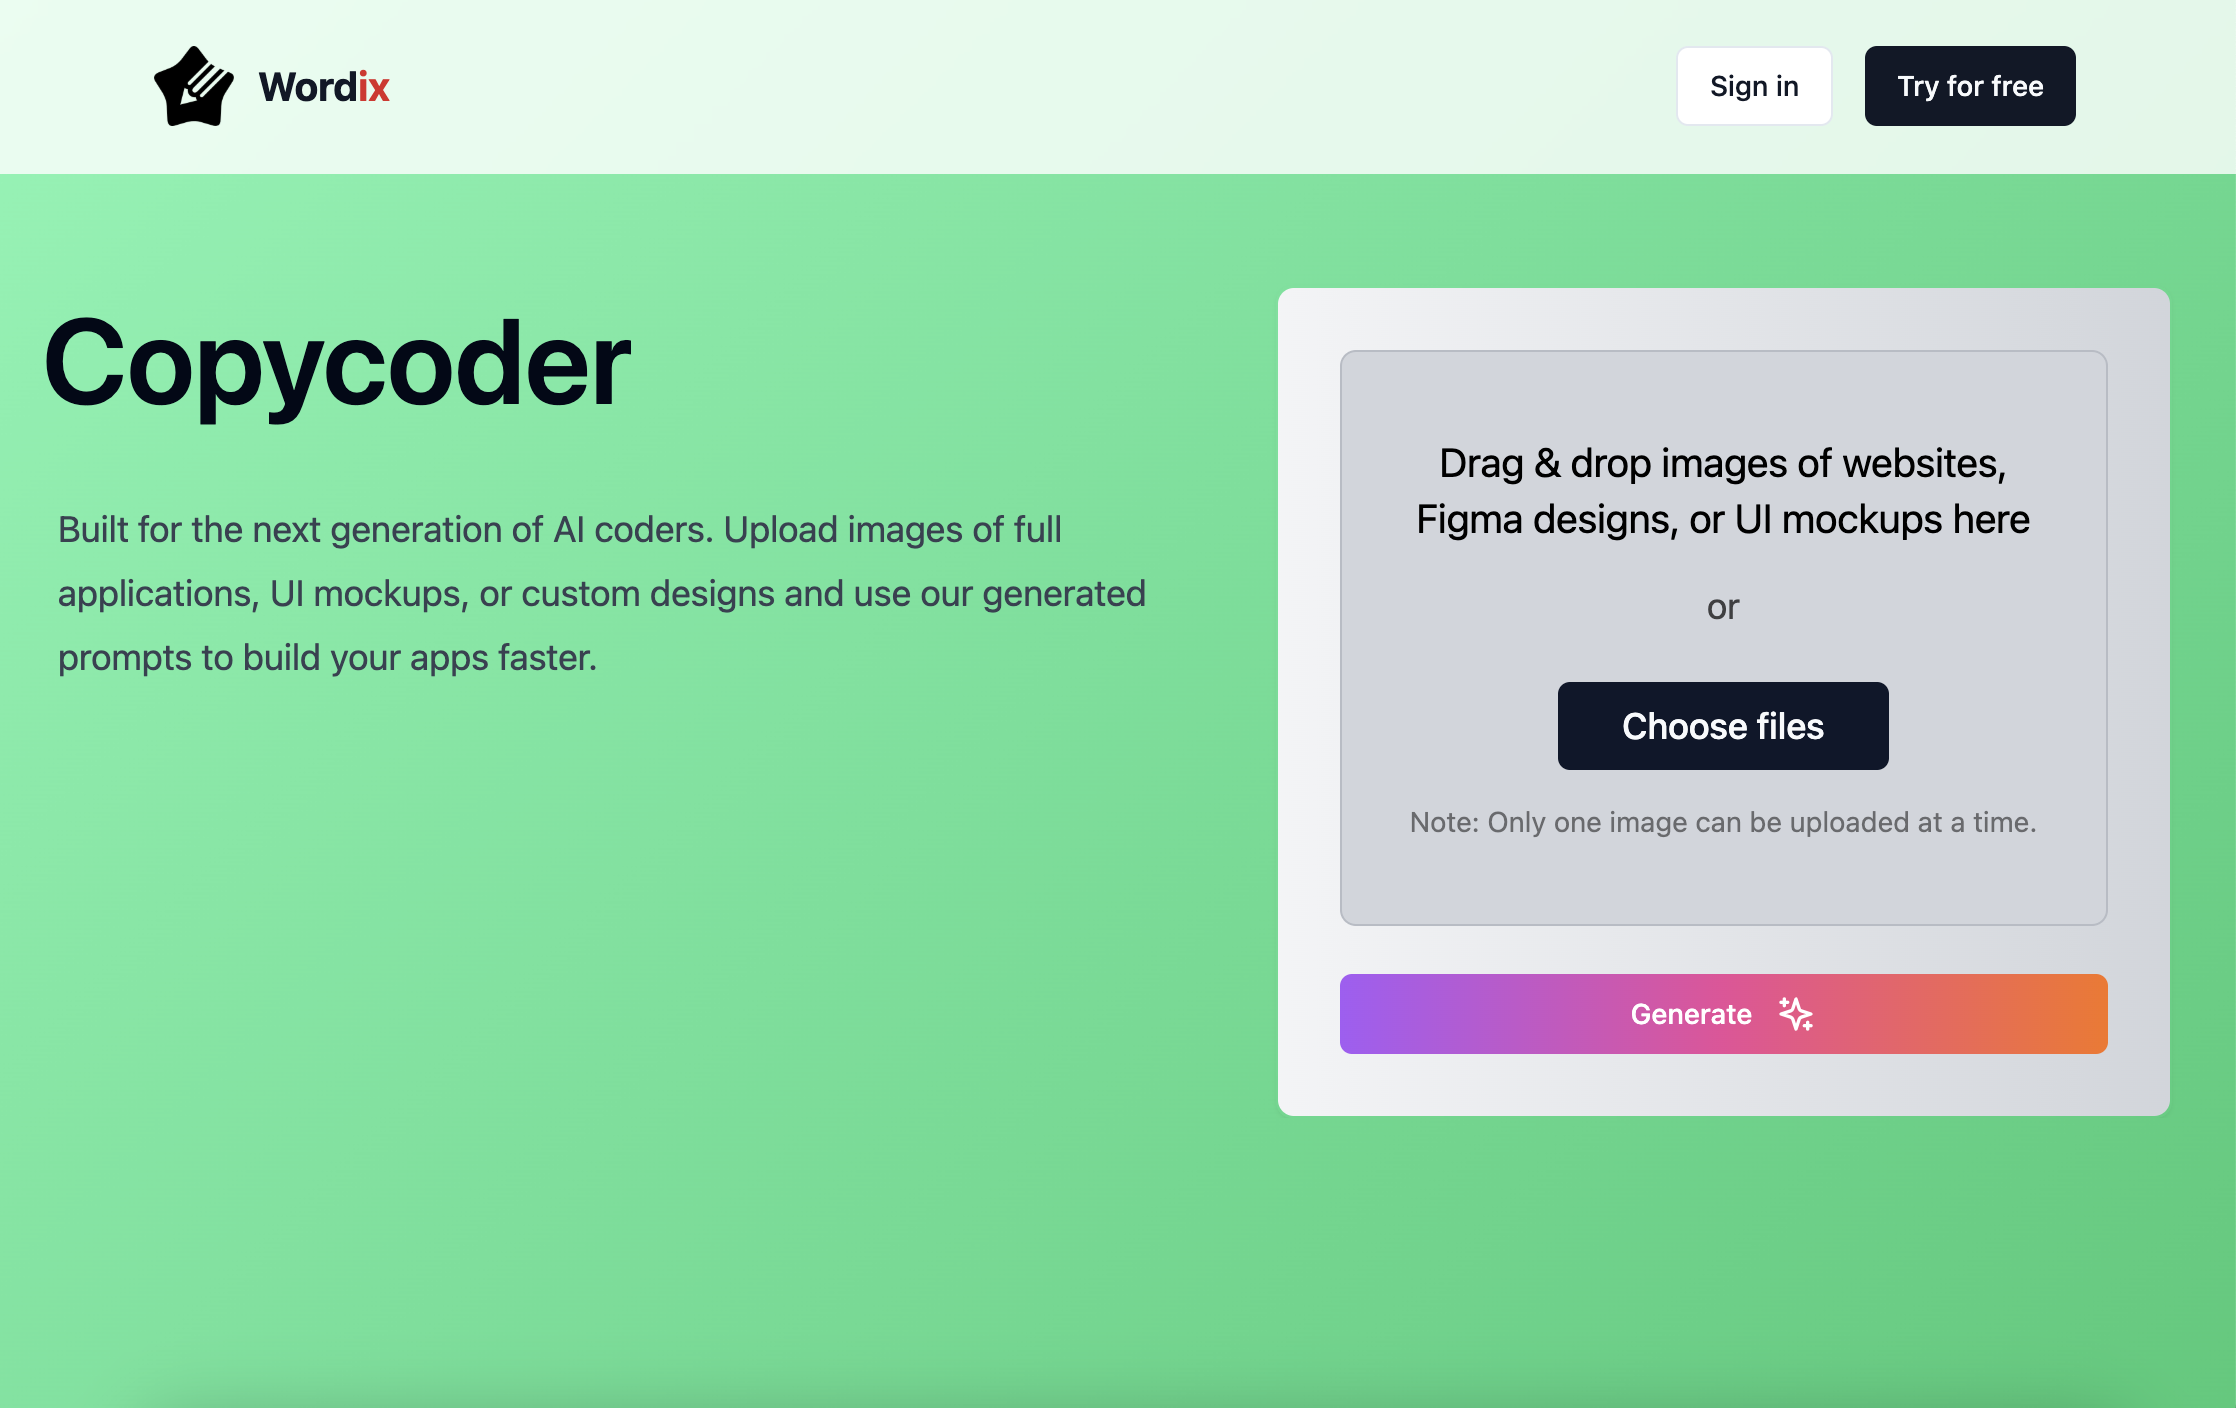 Wordix
Sign in
Try for free
Copycoder
Built for the next generation of AI coders. Upload images of full
applications, UI mockups, or custom designs and use our generated
prompts to build your apps faster.
Drag & drop images of websites,
Figma designs, or UI mockups here
or
Choose files
Note: Only one image can be uploaded at a time.
Generate